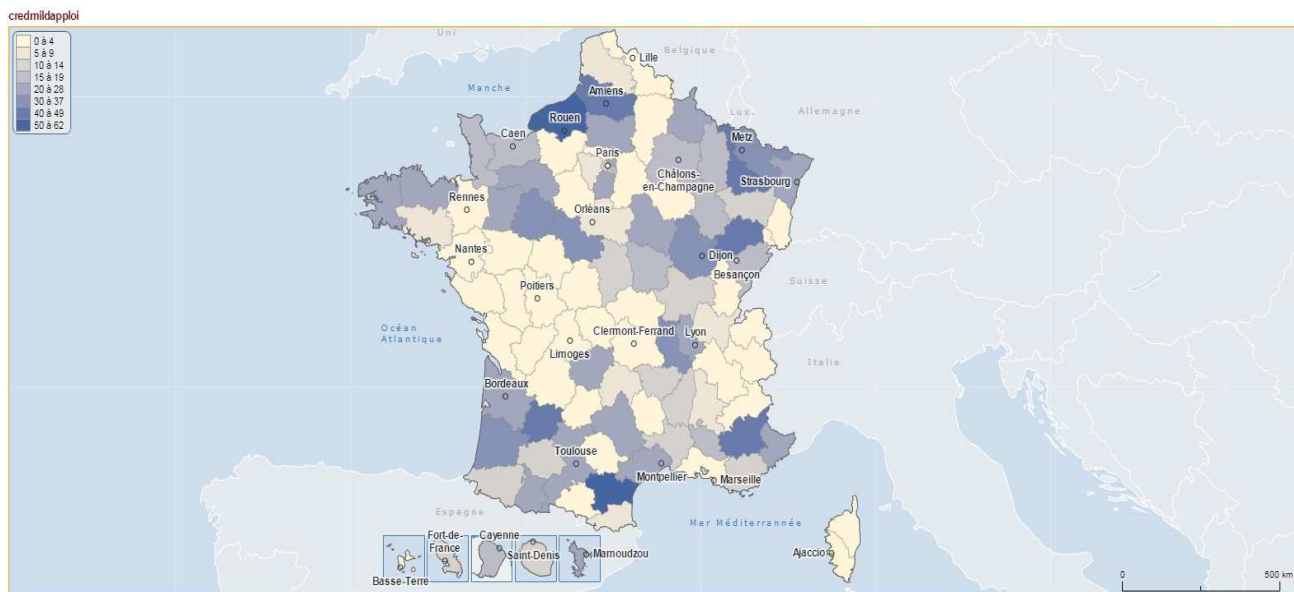 credmildapploi
0 à 4
5 à 9
10 à 14
15 à 19
20 à 28
30 à 37
40 à 49
50 à 62
Uni
Belgique
Lille
Manche
Amiens
Lux.
Allemagne
Rouen
Caen
Metz
Paris
Châlons-
en-Champagne
Strasbourg
Rennes
Orléans
Nantes
Dijon
Besançon
Suisse
Poitiers
Océan
Atlantique
Clermont-Ferrand
Lyon
Limoges
Italie
Bordeaux
Toulouse
Montpellier
Marseille
Espagne
Mer Méditerrannée
Fort-de-
France
Cayenne
Saint-Denis
Mamoudzou
Basse-Terre
Ajaccio
0
500 km